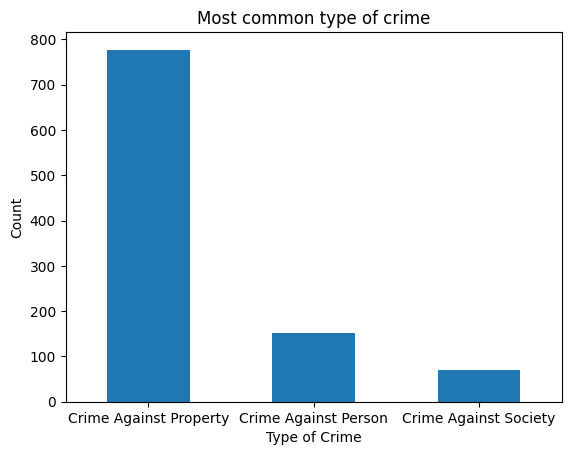 Most common type of crime
800
700
600
500
400
300
200
100
0
Count
Crime Against Property Crime Against Person Crime Against Society
Type of Crime